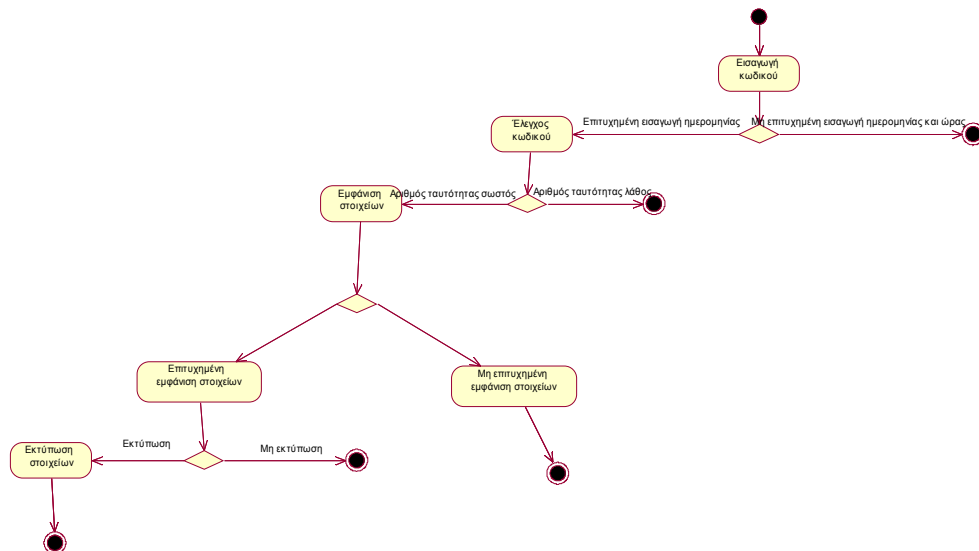 Εισαγωγή
κωδικού
Επιτυχημένη εισαγωγή ημερομηνίας
Μη επιτυχημένη εισαγωγή ημερομηνίας και ώρας
Έλεγχος
κωδικού
Εμφάνιση
στοιχείων
Αριθμός ταυτότητας σωστός
Αριθμός ταυτότητας λάθος
Επιτυχημένη
εμφάνιση στοιχείων
Μη επιτυχημένη
εμφάνιση στοιχείων
Εκτύπωση
Μη εκτύπωση
Εκτύπωση
στοιχείων